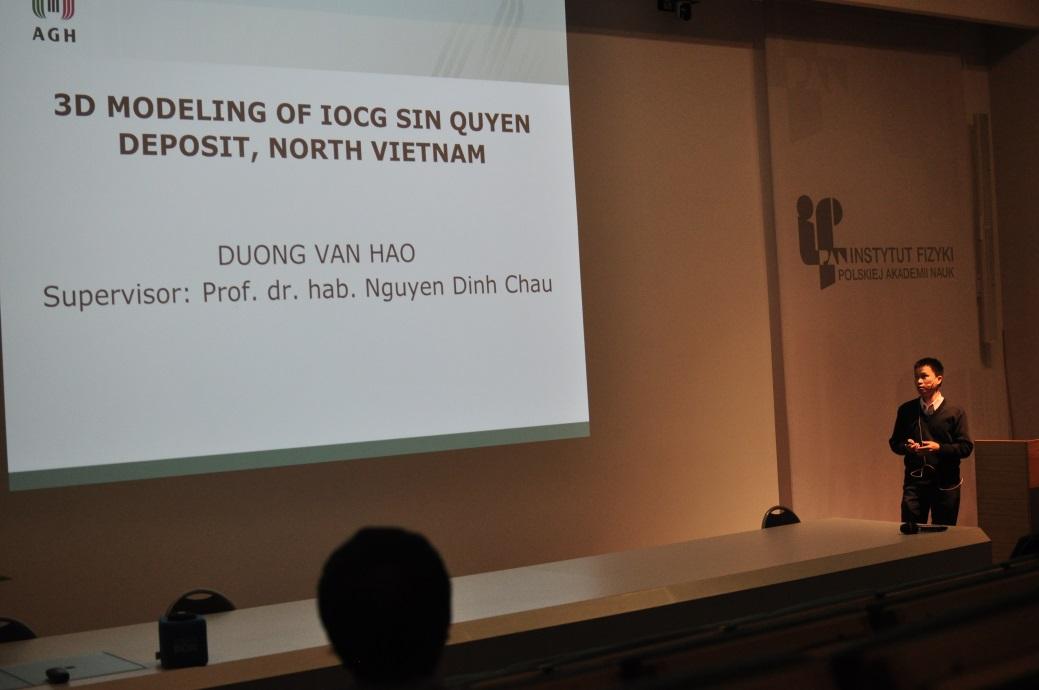 AGH
3D MODELING OF IOCG SIN QUYEN
DEPOSIT, NORTH VIETNAM
DUONG VAN HAO
Supervisor: Prof. dr. hab. Nguyen Dinh Chau
INSTYTUT FIZYKI
POLSKIEJ AKADEMII NAUK